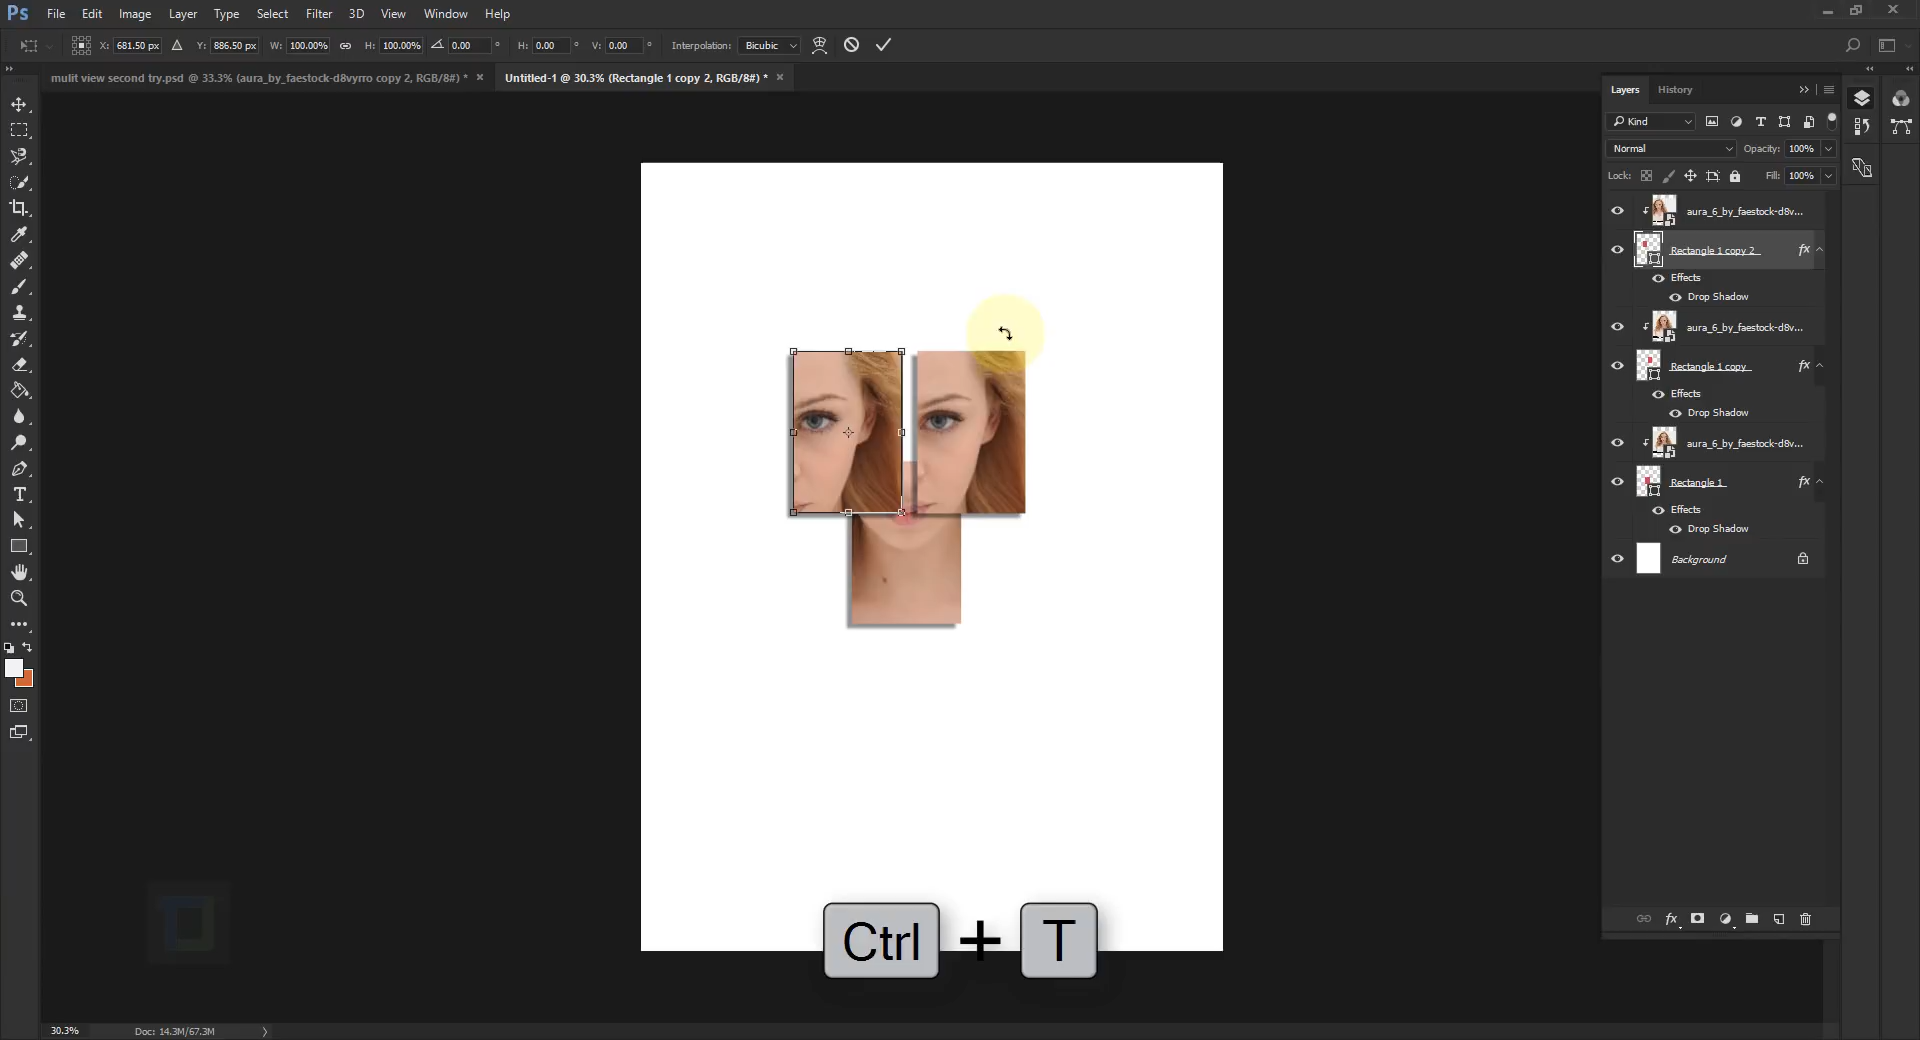 Ps File Edit Image Layer Type Select Filter 3D View Window Help
X: 681.50 px Y: 886.50 px W: 100.00% H: 100.00% 0.00 ° H: 0.00 ° V: 0.00 ° Interpolation: Bicubic
mulit view second try.psd @ 33.3% (aura_by_faestock-d8vyrro copy 2, RGB/8#) * × Untitled-1 @ 30.3% (Rectangle 1 copy 2, RGB/8#) * ×
Layers History
Kind
Normal Opacity: 100%
Lock: Fill: 100%
aura_6_by_faestock-d8v...
Rectangle 1 copy 2 fx
Effects
Drop Shadow
aura_6_by_faestock-d8v...
Rectangle 1 copy fx
Effects
Drop Shadow
aura_6_by_faestock-d8v...
Rectangle 1 fx
Effects
Drop Shadow
Background
fx
Ctrl + T
30.3% Doc: 14.3M/67.3M